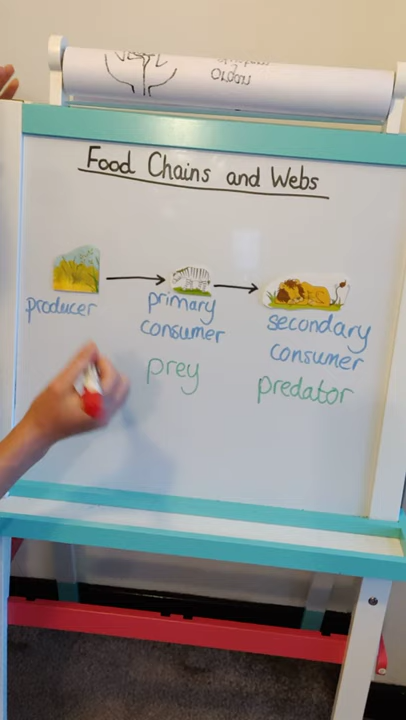 Food Chains and Webs
producer
primary
consumer
secondary
consumer
prey
predator